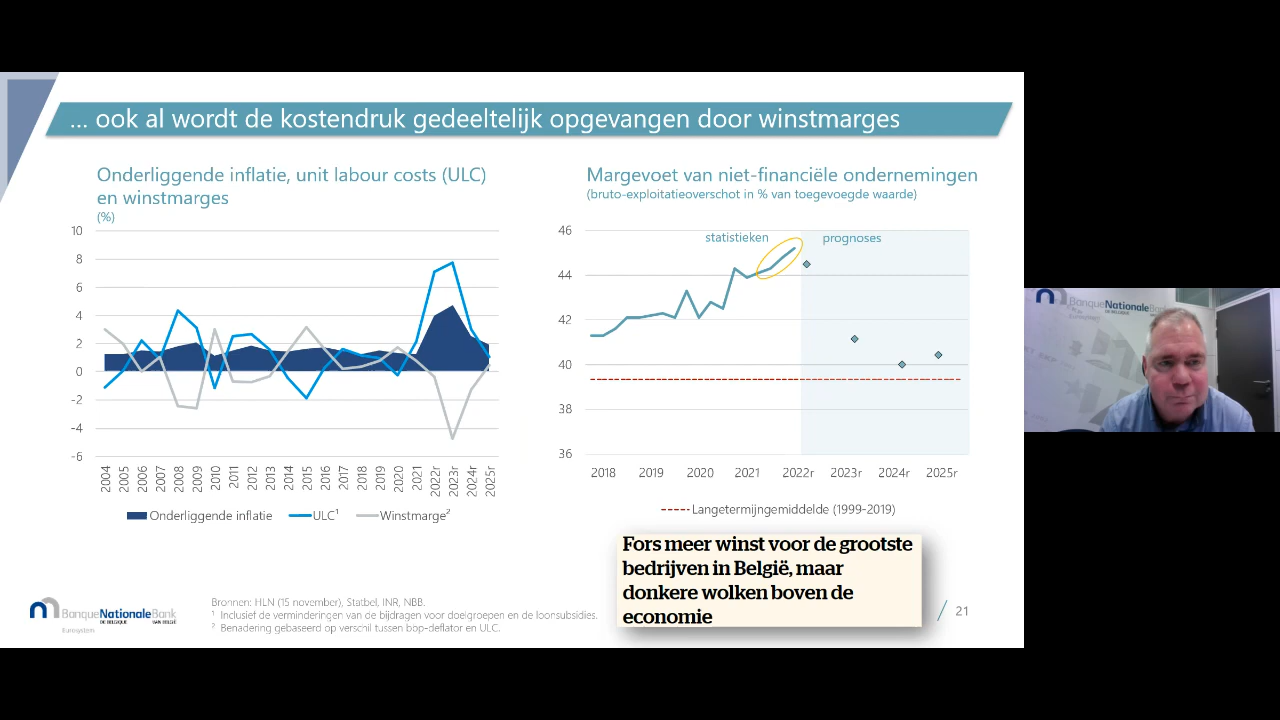 ... ook al wordt de kostendruk gedeeltelijk opgevangen door winstmarges
Onderliggende inflatie, unit labour costs (ULC)
en winstmarges
(%)
10
8
6
4
2
0
-2
-4
-6
2004
2005
2006
2007
2008
2009
2010
2011
2012
2013
2014
2015
2016
2017
2018
2019
2020
2021
2022r
2023r
2024r
2025r
Onderliggende inflatie
ULC¹
Winstmarge²
Margevoet van niet-financiële ondernemingen
(bruto-exploitatieoverschot in % van toegevoegde waarde)
46
44
42
40
38
36
statistieken
prognoses
2018
2019
2020
2021
2022r
2023r
2024r
2025r
Langetermijngemiddelde (1999-2019)
Fors meer winst voor de grootste
bedrijven in België, maar
donkere wolken boven de
economie
BanqueNationaleBank
DE BELGIQUE VAN BELGIË
Eurosystem
Bronnen: HLN (15 november), Statbel, INR, NBB.
¹ Inclusief de verminderingen van de bijdragen voor doelgroepen en de loonsubsidies.
² Benadering gebaseerd op verschil tussen bbp-deflator en ULC.
21
BanqueNationaleBank
DE BELGIQUE